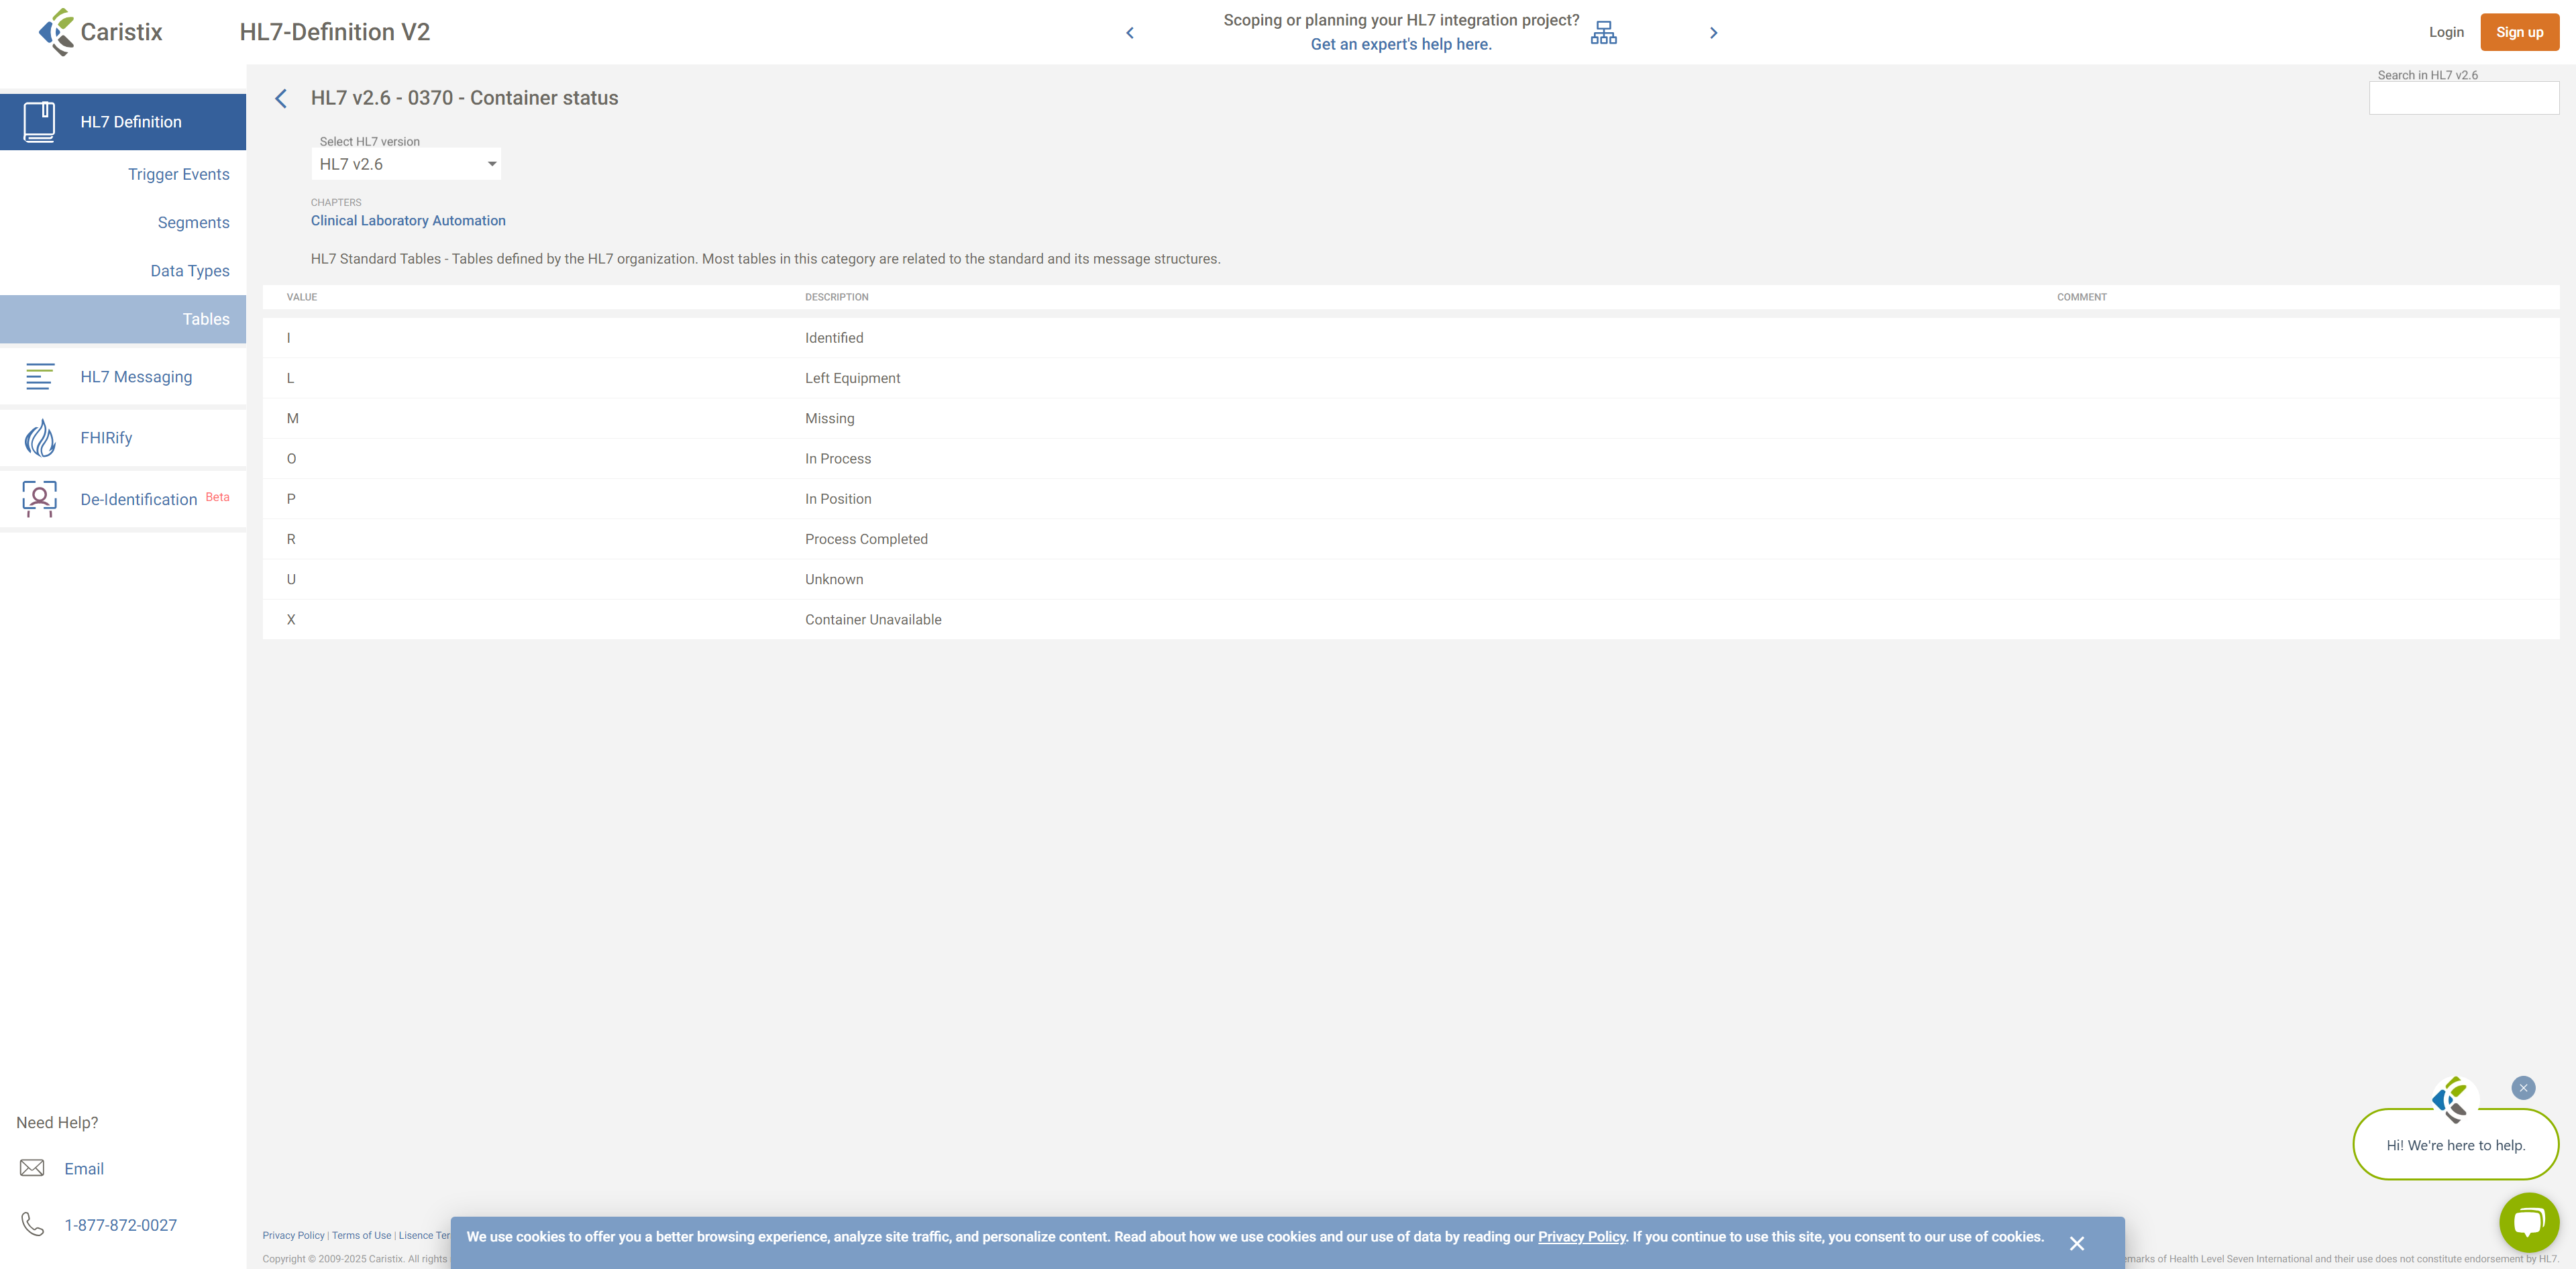 Caristix
HL7-Definition V2
Scoping or planning your HL7 integration project?
Get an expert's help here.
Login
Sign up
HL7 Definition
Trigger Events
Segments
Data Types
Tables
HL7 Messaging
FHIRify
De-Identification Beta
Need Help?
Email
1-877-872-0027
HL7 v2.6 - 0370 - Container status
Search in HL7 v2.6
Select HL7 version
HL7 v2.6
CHAPTERS
Clinical Laboratory Automation
HL7 Standard Tables - Tables defined by the HL7 organization. Most tables in this category are related to the standard and its message structures.
VALUE DESCRIPTION COMMENT
I Identified
L Left Equipment
M Missing
O In Process
P In Position
R Process Completed
U Unknown
X Container Unavailable
Hi! We're here to help.
Privacy Policy | Terms of Use | Lisence Ter
We use cookies to offer you a better browsing experience, analyze site traffic, and personalize content. Read about how we use cookies and our use of data by reading our Privacy Policy. If you continue to use this site, you consent to our use of cookies.
Copyright © 2009-2025 Caristix. All rights
emarks of Health Level Seven International and their use does not constitute endorsement by HL7.